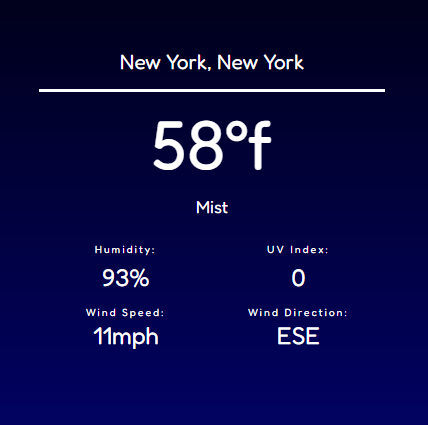 New York, New York
58°f
Mist
Humidity: UV Index:
93% 0
Wind Speed: Wind Direction:
11mph ESE